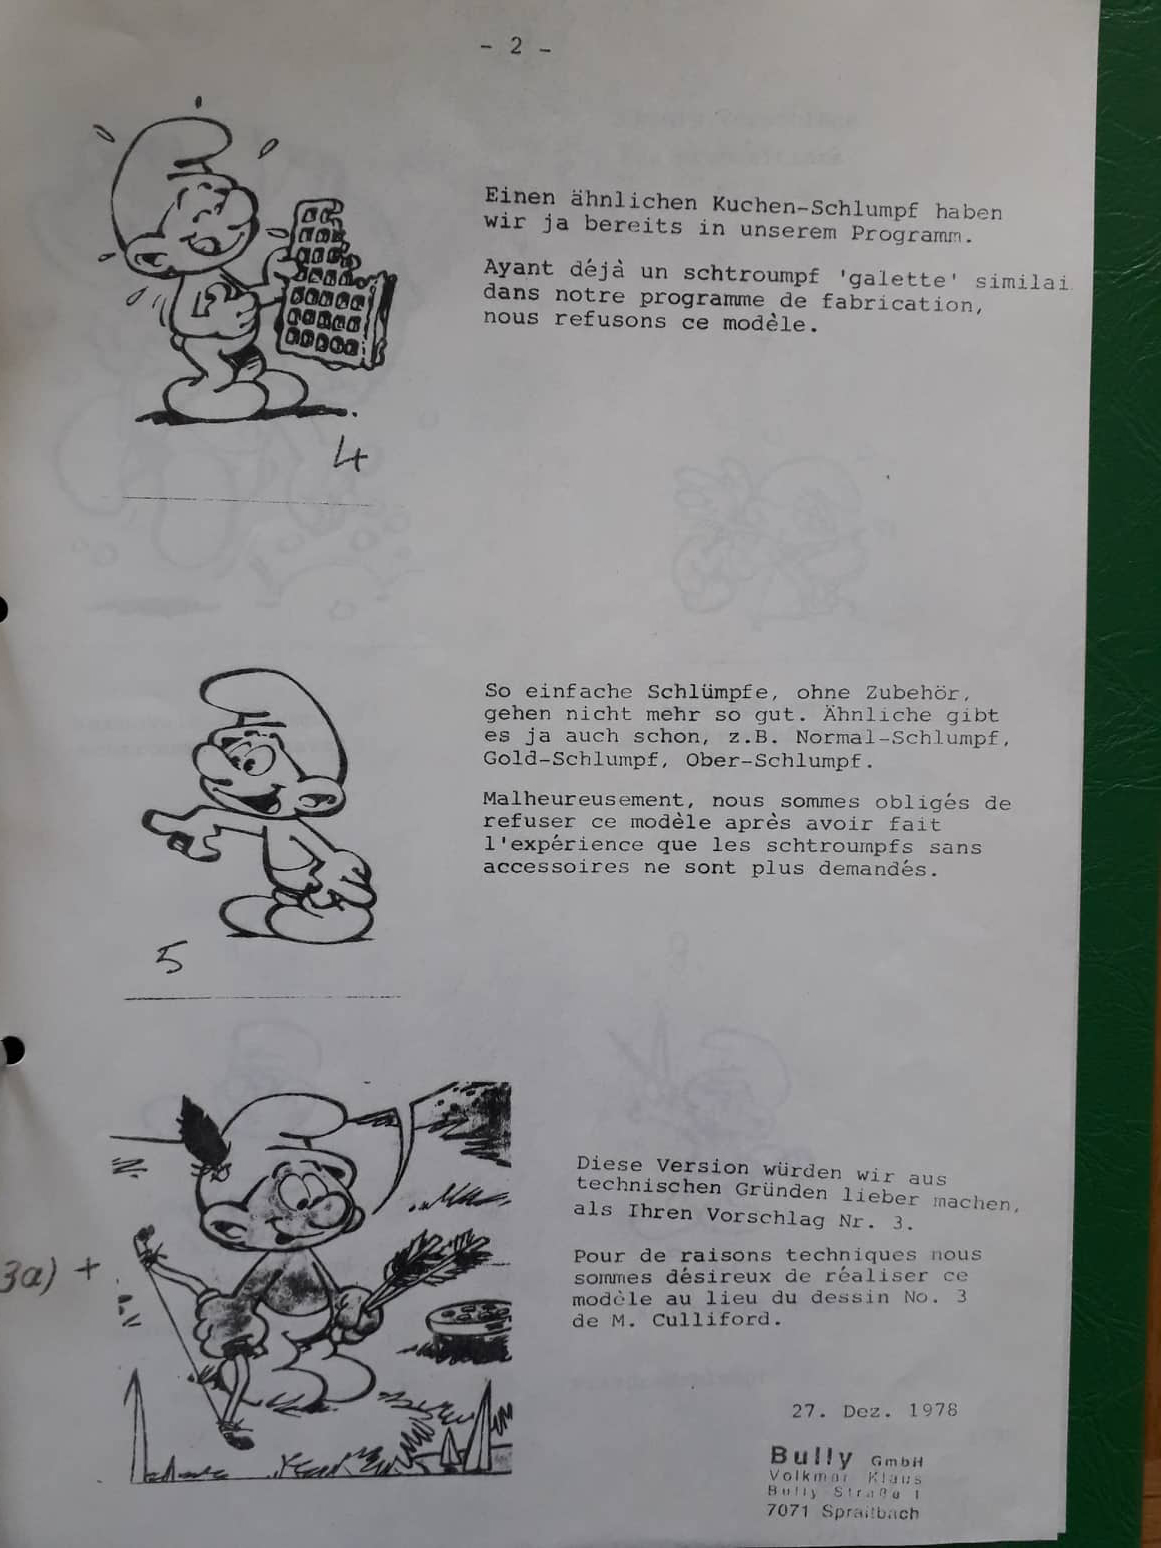 - 2 -
Einen ähnlichen Kuchen-Schlumpf haben
wir ja bereits in unserem Programm.
Ayant déjà un schtroumpf 'galette' similai
dans notre programme de fabrication,
nous refusons ce modèle.
4
So einfache Schlümpfe, ohne Zubehör,
gehen nicht mehr so gut. Ähnliche gibt
es ja auch schon, z.B. Normal-Schlumpf,
Gold-Schlumpf, Ober-Schlumpf.
Malheureusement, nous sommes obligés de
refuser ce modèle après avoir fait
l'expérience que les schtroumpfs sans
accessoires ne sont plus demandés.
5
Diese Version würden wir aus
technischen Gründen lieber machen,
als Ihren Vorschlag Nr. 3.
3a) +
Pour de raisons techniques nous
sommes désireux de réaliser ce
modèle au lieu du dessin No. 3
de M. Culliford.
27. Dez. 1978
Bully GmbH
Volkmar Klaus
Bully Straße 1
7071 Spraitbach